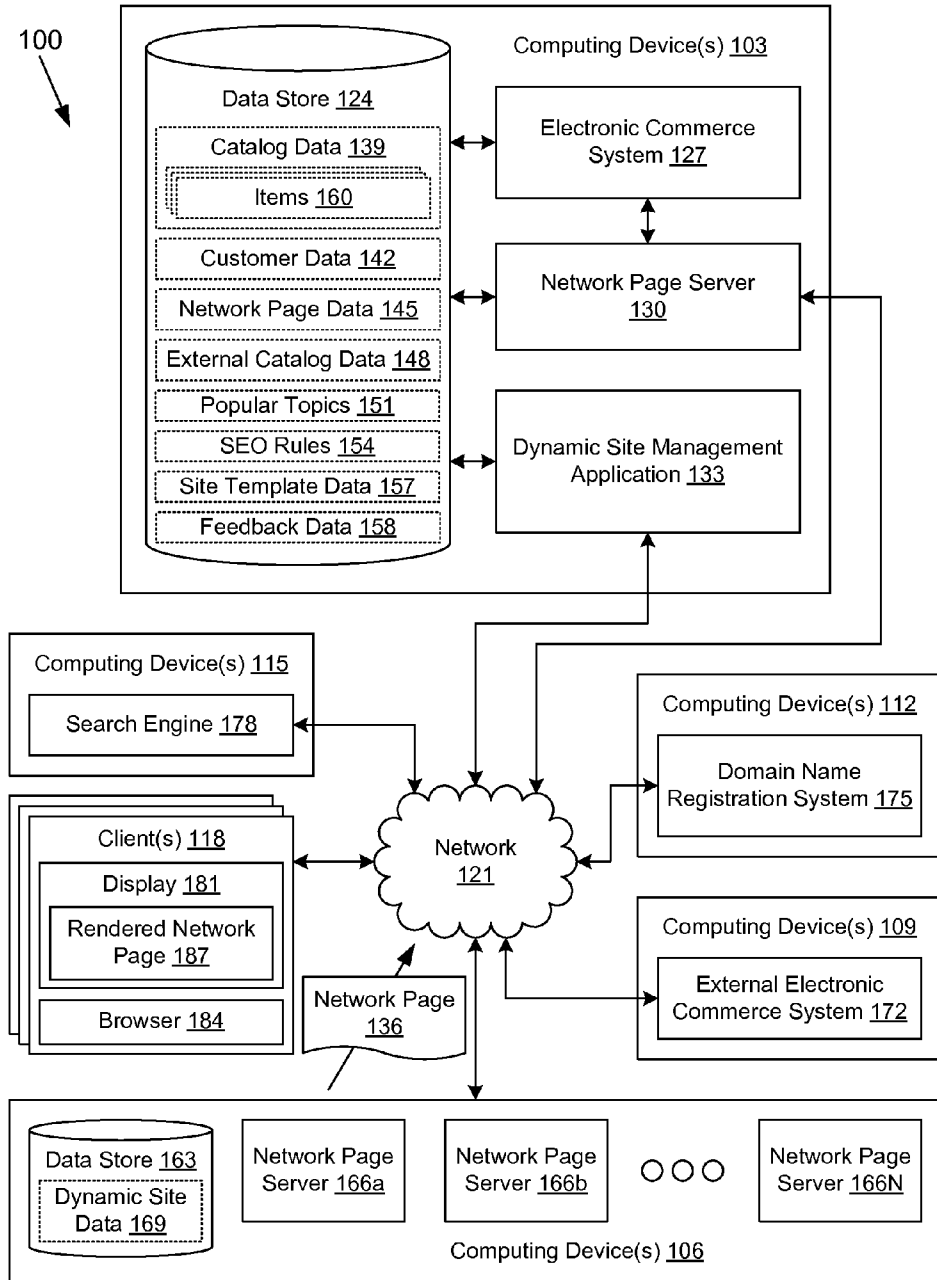 100
Computing Device(s) 103
Data Store 124
Catalog Data 139
Items 160
Customer Data 142
Network Page Data 145
External Catalog Data 148
Popular Topics 151
SEO Rules 154
Site Template Data 157
Feedback Data 158
Electronic Commerce
System 127
Network Page Server
130
Dynamic Site Management
Application 133
Computing Device(s) 115
Search Engine 178
Computing Device(s) 112
Domain Name
Registration System 175
Client(s) 118
Display 181
Rendered Network
Page 187
Browser 184
Network
121
Computing Device(s) 109
External Electronic
Commerce System 172
Network Page
136
Data Store 163
Dynamic Site
Data 169
Network Page
Server 166a
Network Page
Server 166b
Network Page
Server 166N
Computing Device(s) 106